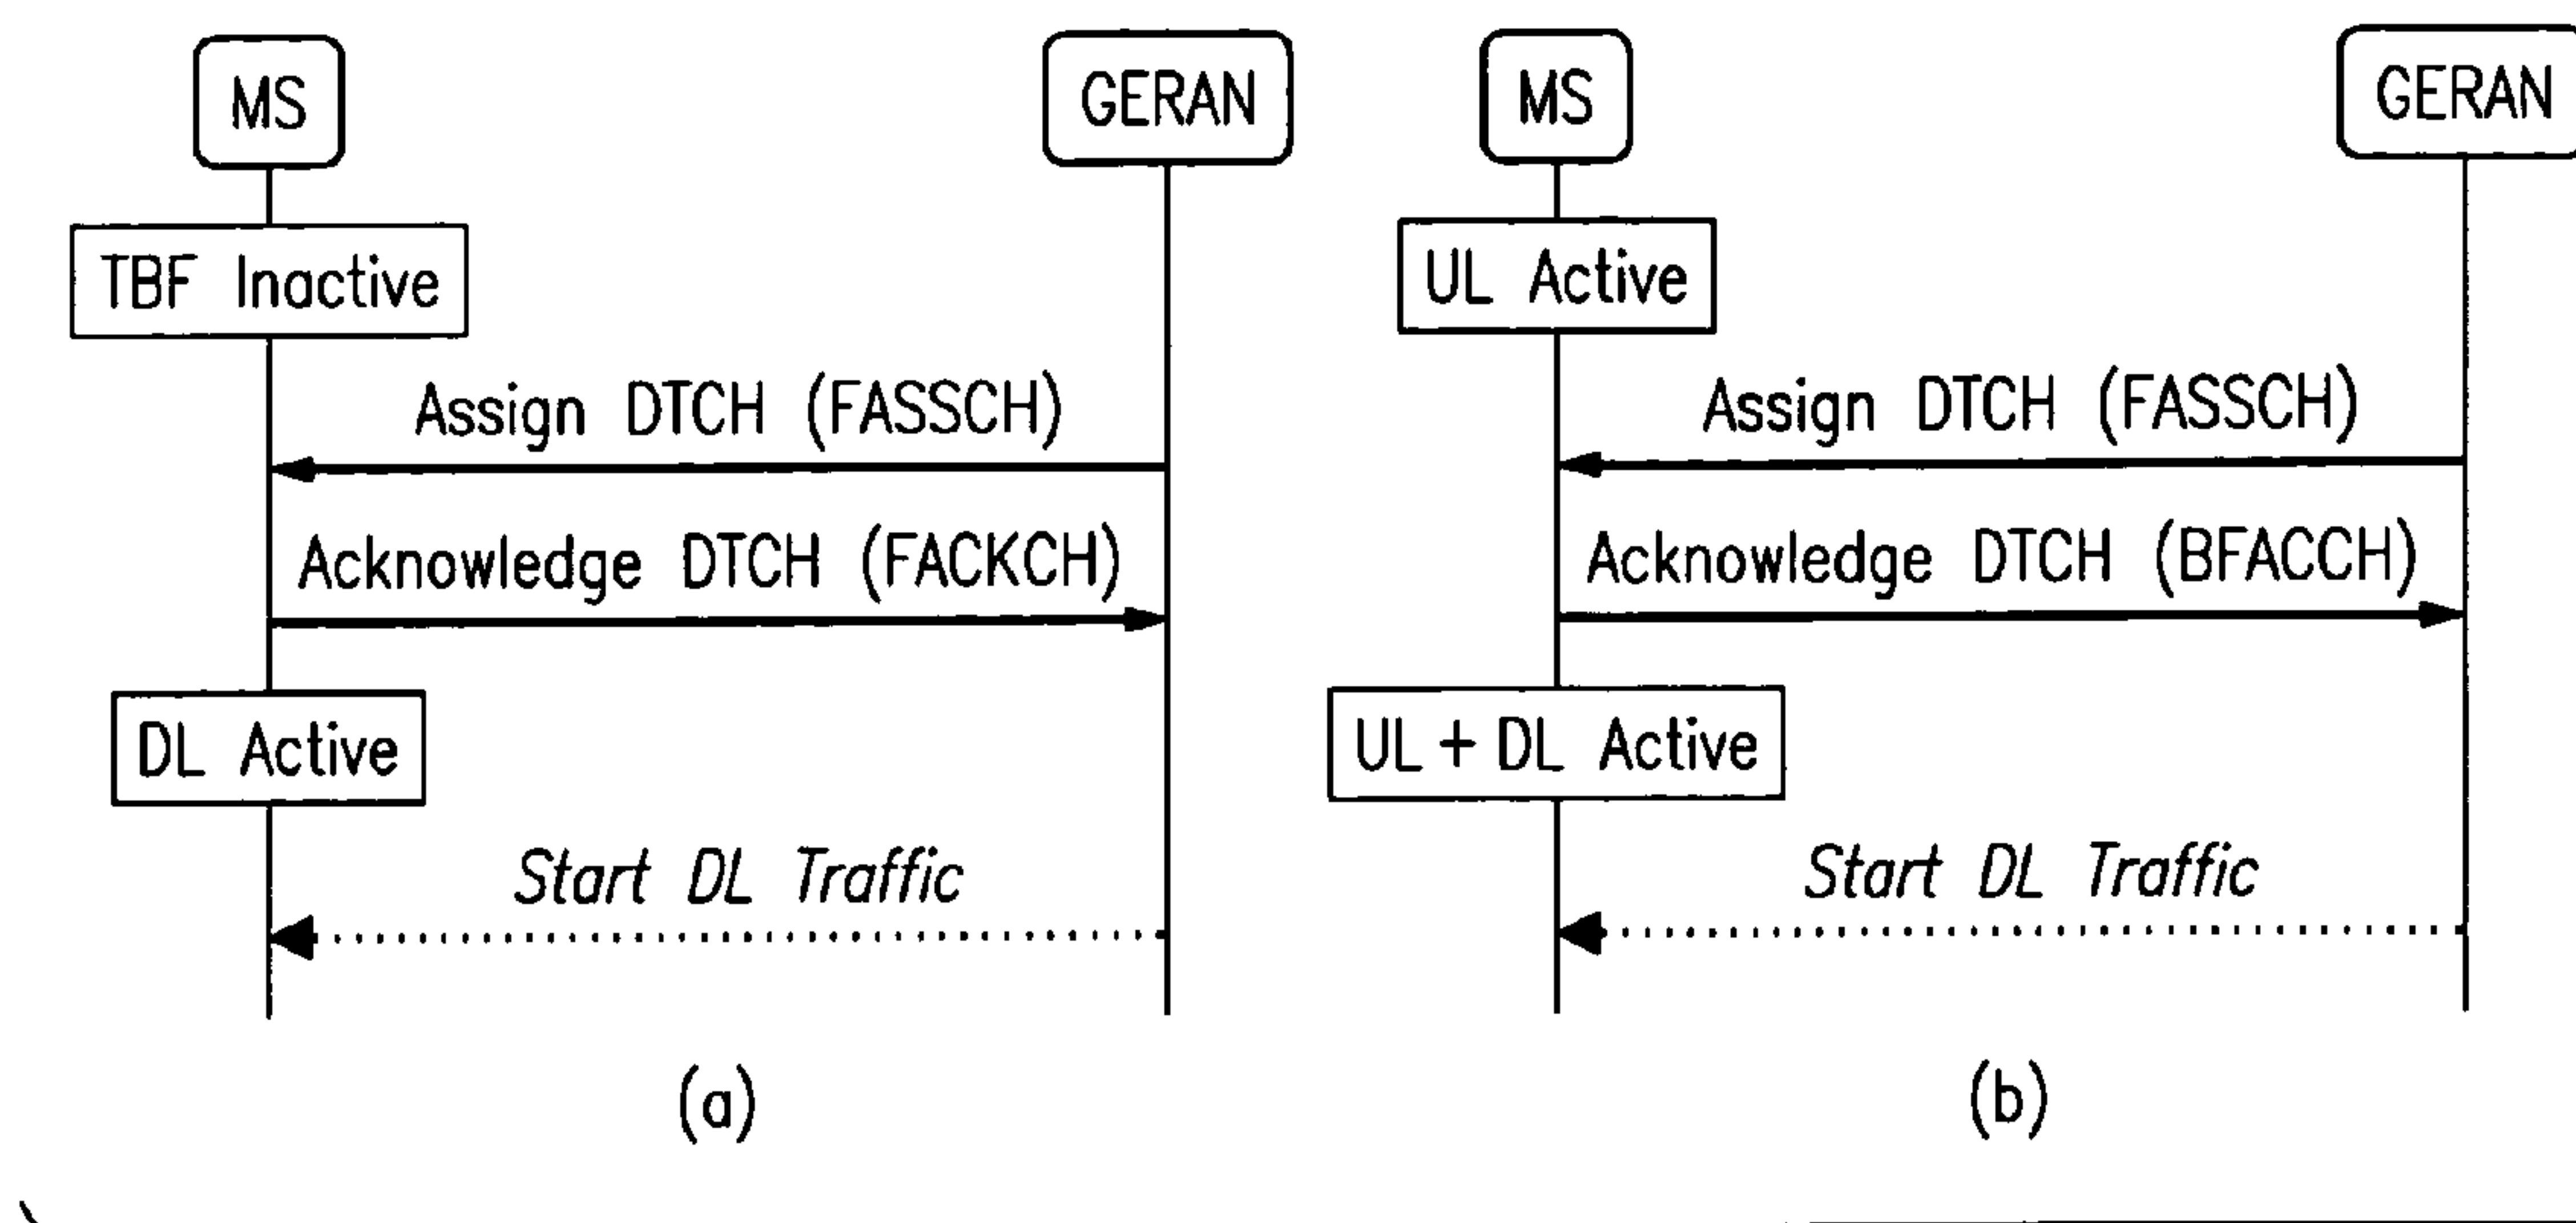 MS
GERAN
TBF Inactive
Assign DTCH (FASSCH)
Acknowledge DTCH (FACKCH)
DL Active
Start DL Traffic
(a)
MS
GERAN
UL Active
Assign DTCH (FASSCH)
Acknowledge DTCH (BFACCH)
UL + DL Active
Start DL Traffic
(b)